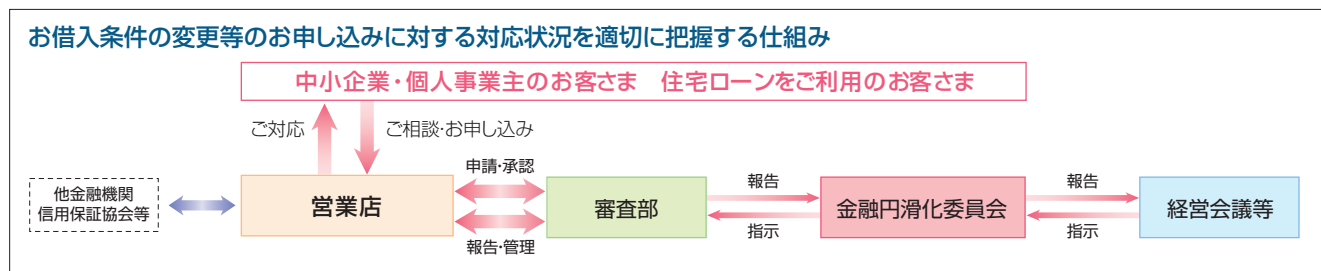 お借入条件の変更等のお申し込みに対する対応状況を適切に把握する仕組み
中小企業・個人事業主のお客さま　住宅ローンをご利用のお客さま
ご対応
ご相談・お申し込み
他金融機関
信用保証協会等
営業店
申請・承認
報告・管理
審査部
報告
指示
金融円滑化委員会
報告
指示
経営会議等